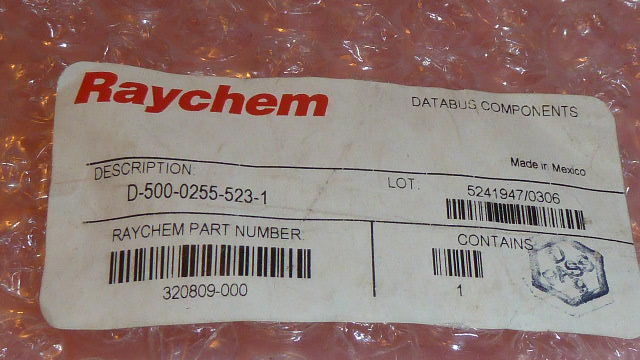 Raychem
DATABUS COMPONENTS
Made in Mexico
DESCRIPTION:
D-500-0255-523-1
LOT:
5241947/0306
RAYCHEM PART NUMBER:
320809-000
CONTAINS
1
PASS